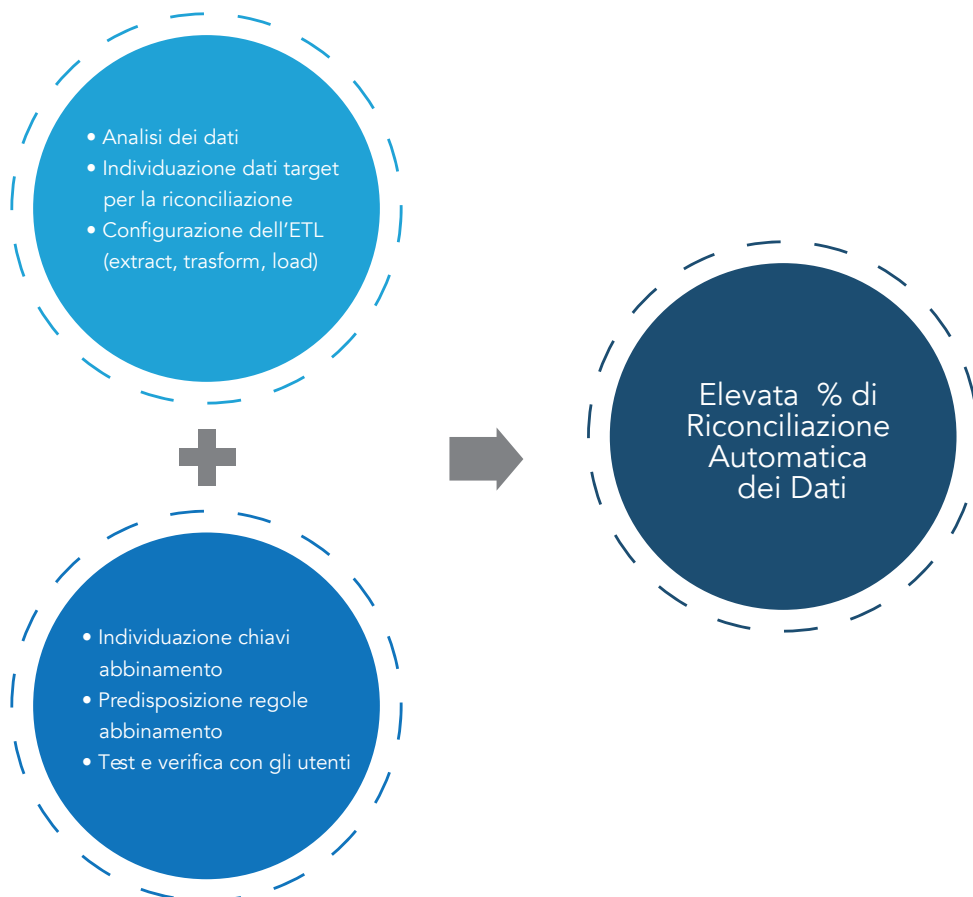 • Analisi dei dati
• Individuazione dati target
per la riconciliazione
• Configurazione dell'ETL
(extract, trasform, load)
• Individuazione chiavi
abbinamento
• Predisposizione regole
abbinamento
• Test e verifica con gli utenti
Elevata % di
Riconciliazione
Automatica
dei Dati